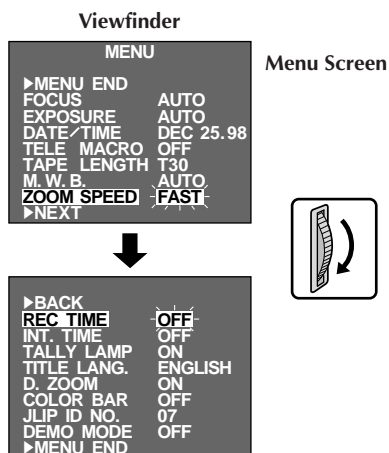 Viewfinder
Menu Screen
MENU
▶MENU END
FOCUS AUTO
EXPOSURE AUTO
DATE/TIME DEC 25.98
TELE MACRO OFF
TAPE LENGTH T30
M.W.B. AUTO
ZOOM SPEED FAST
▶NEXT
▶BACK
REC TIME OFF
INT. TIME OFF
TALLY LAMP ON
TITLE LANG. ENGLISH
D. ZOOM ON
COLOR BAR OFF
JLIP ID NO. 07
DEMO MODE OFF
▶MENU END